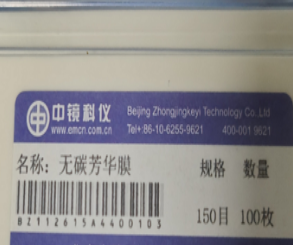 中镜科仪
www.emcn.com.cn
Beijing Zhongjingkeyi Technology Co.,Ltd
Tel:+86-10-6255-9621 400-001 9621
名称：无碳芳华膜 规格 数量
BZ112615A4400103
150目 100枚